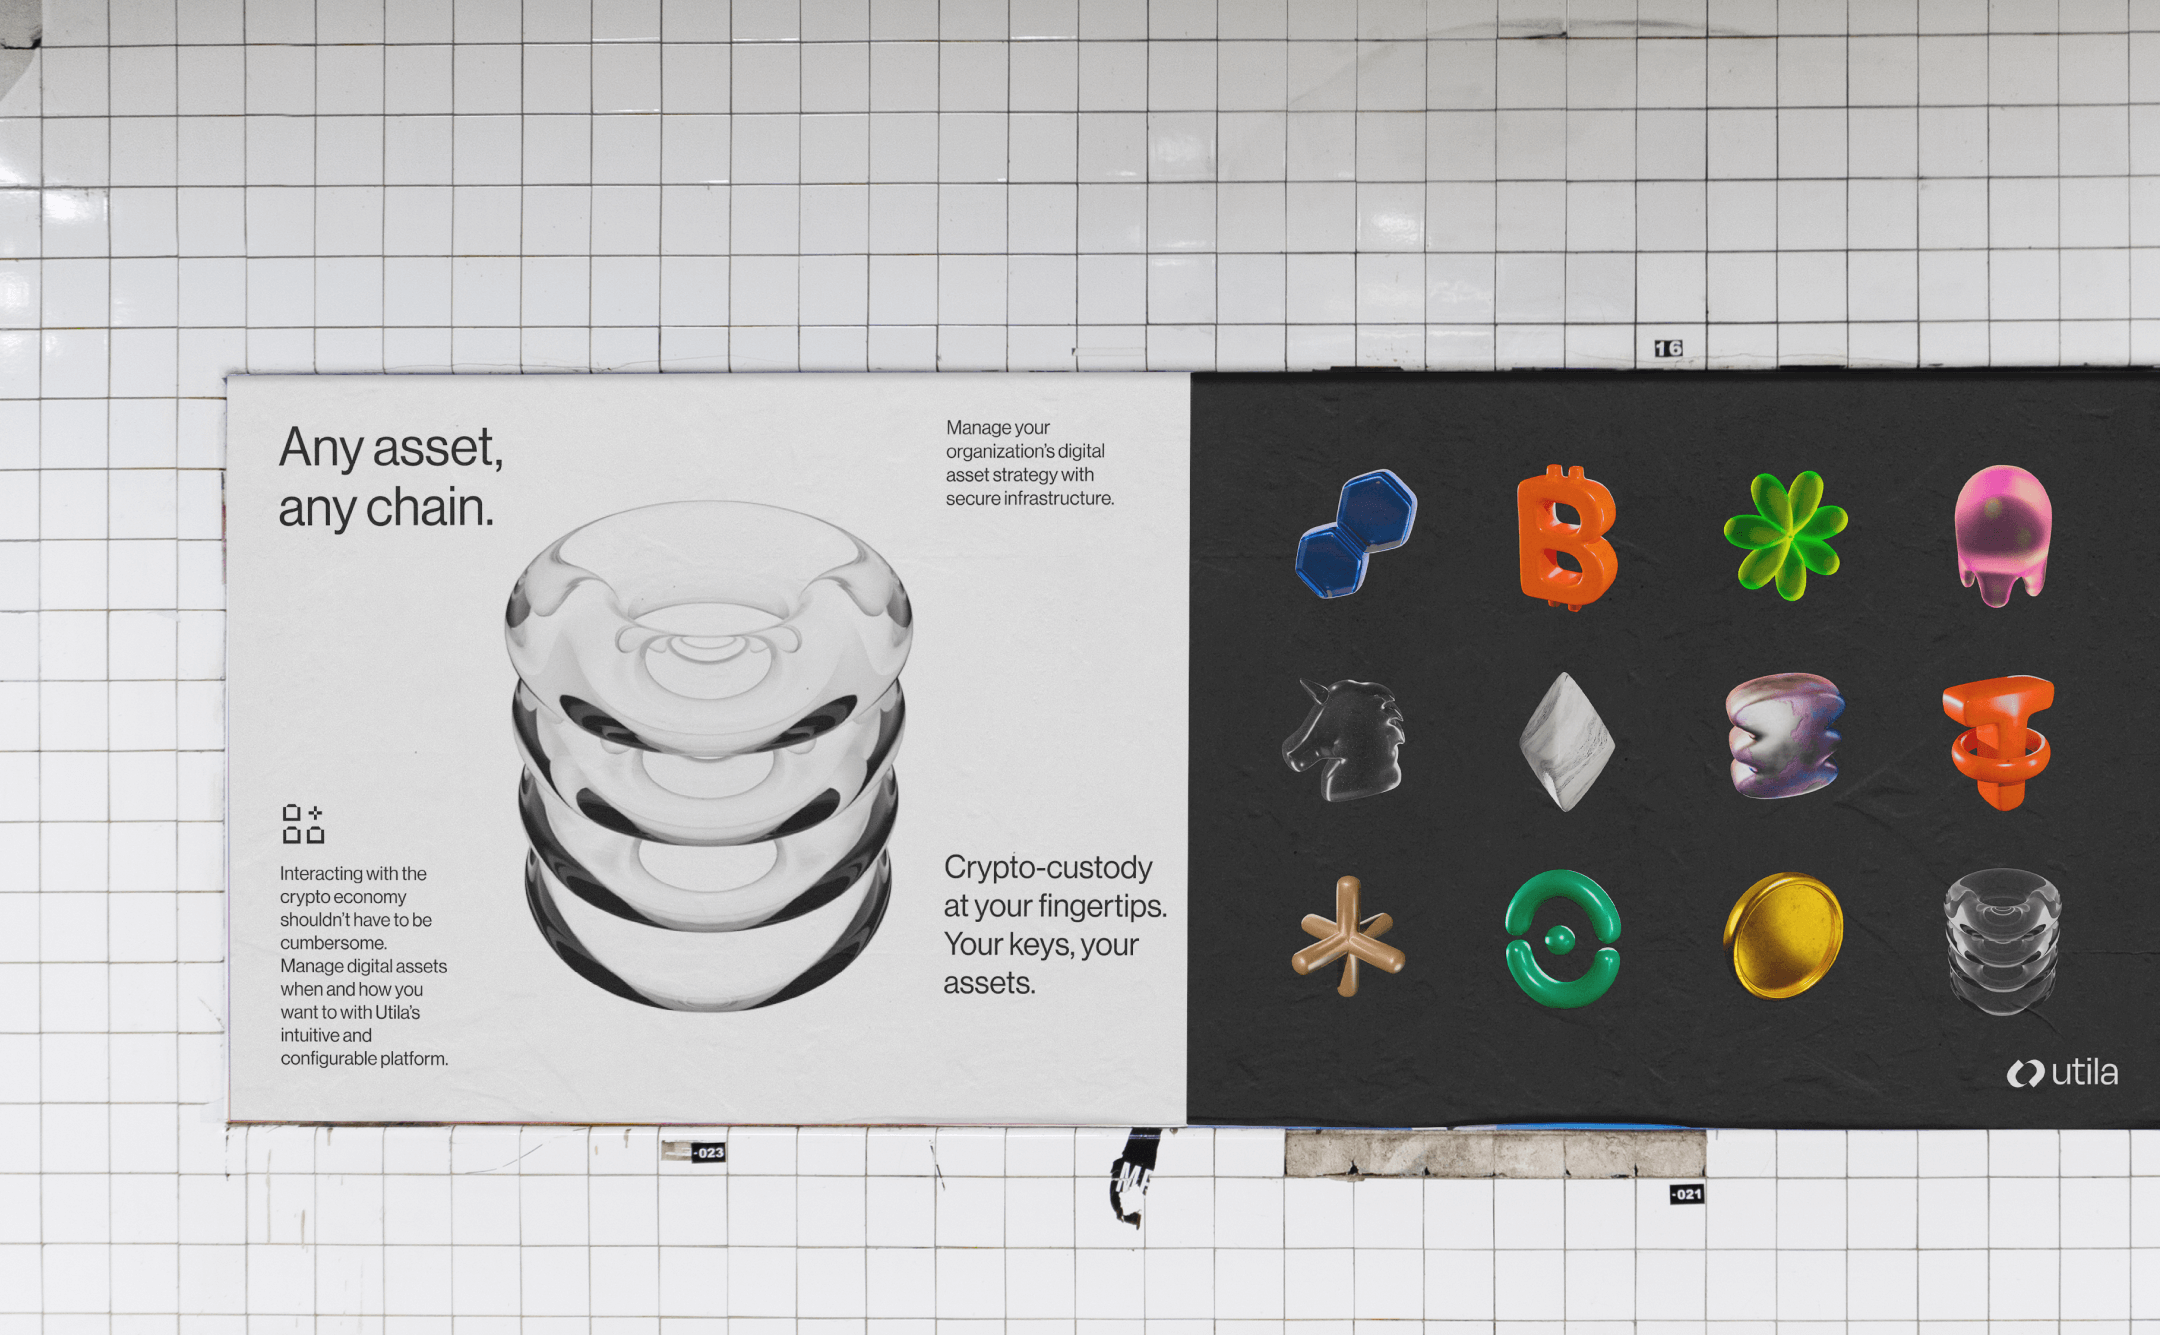 16
Any asset,
any chain.
Manage your
organization's digital
asset strategy with
secure infrastructure.
Interacting with the
crypto economy
shouldn't have to be
cumbersome.
Manage digital assets
when and how you
want to with Utila's
intuitive and
configurable platform.
Crypto-custody
at your fingertips.
Your keys, your
assets.
B
T
utila
-023
-021